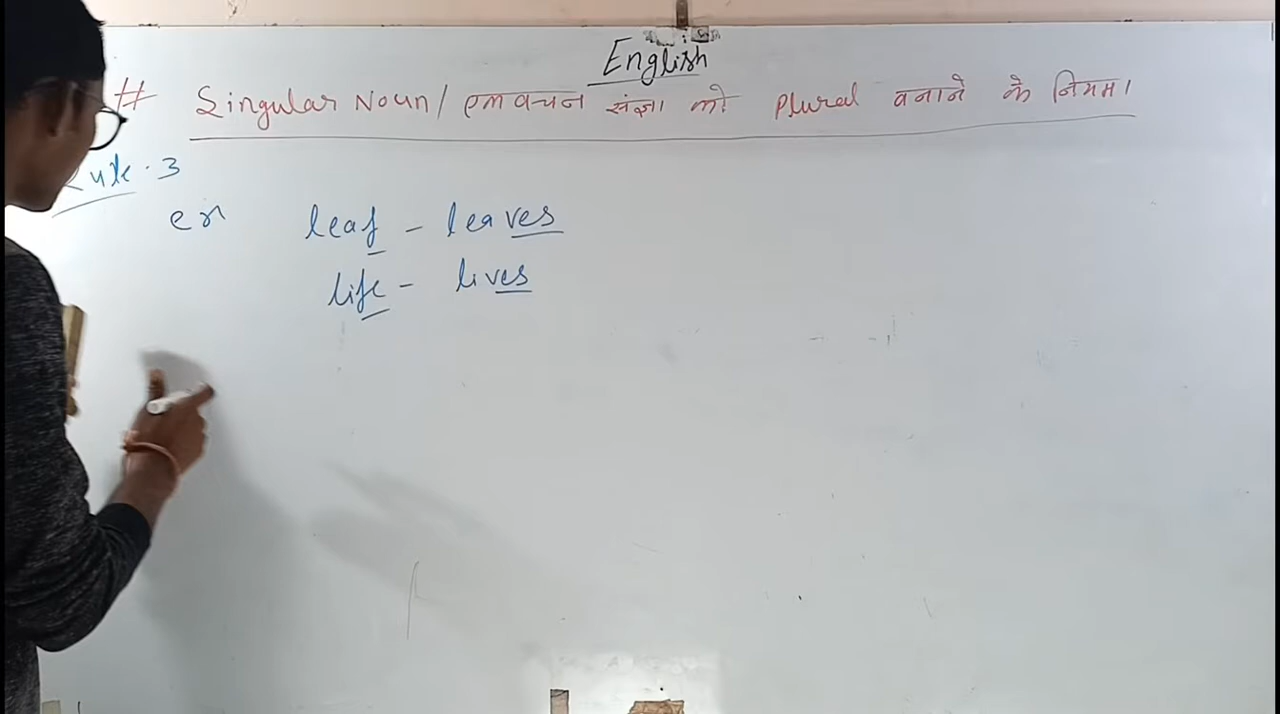 English
# Singular Noun / एकवचन संज्ञा को Plural बनाने के नियम।
Rule. 3
ex leaf - leaves
life - lives